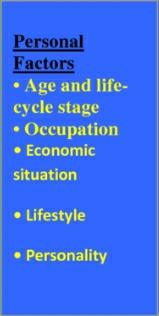 Personal
Factors
• Age and life-
cycle stage
• Occupation
• Economic
situation
• Lifestyle
• Personality